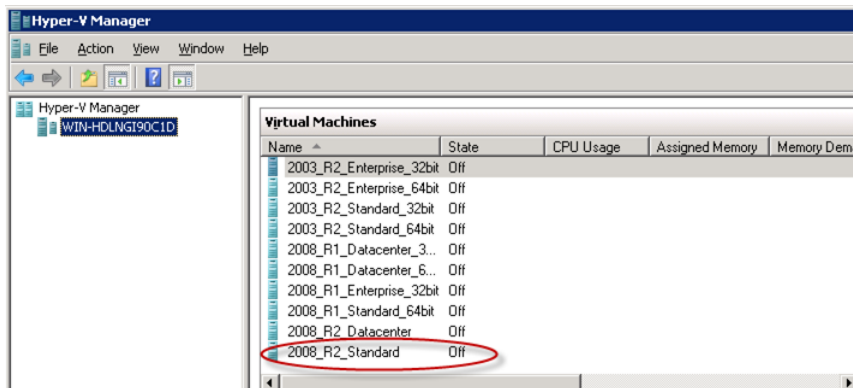 Hyper-V Manager
File Action View Window Help
Hyper-V Manager
WIN-HDLNGI90C1D
Virtual Machines
Name State CPU Usage Assigned Memory Memory Dem
2003_R2_Enterprise_32bit Off
2003_R2_Enterprise_64bit Off
2003_R2_Standard_32bit Off
2003_R2_Standard_64bit Off
2008_R1_Datacenter_3... Off
2008_R1_Datacenter_6... Off
2008_R1_Enterprise_32bit Off
2008_R1_Standard_64bit Off
2008_R2_Datacenter Off
2008_R2_Standard Off